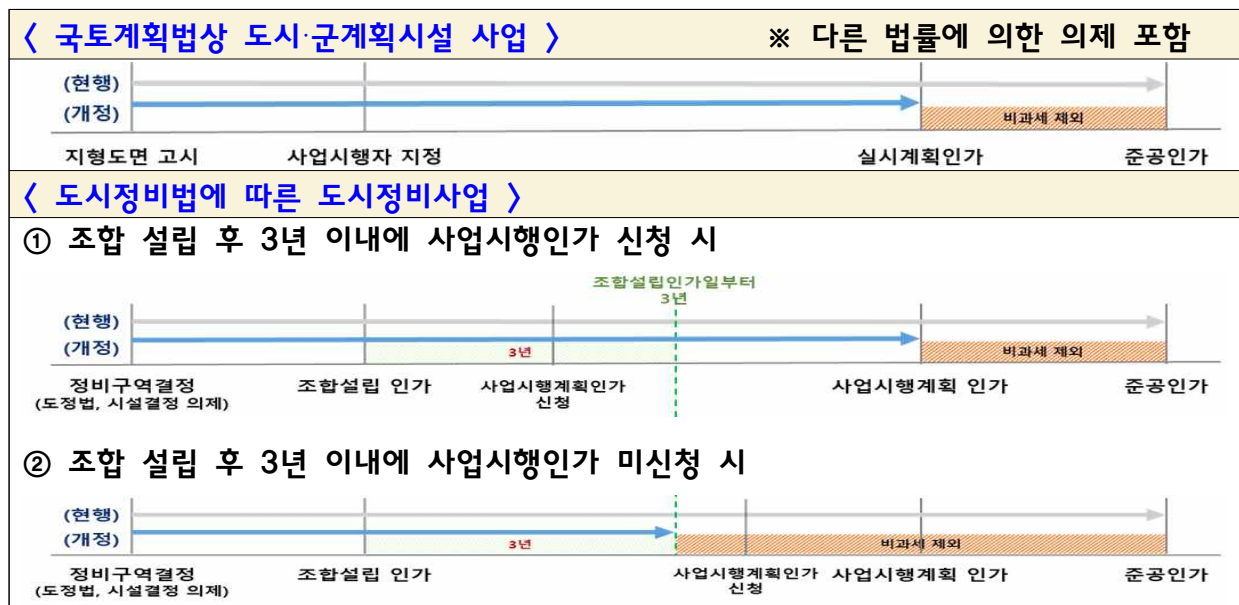 〈 국토계획법상 도시·군계획시설 사업 〉 ※ 다른 법률에 의한 의제 포함
(현행)
(개정)
비과세 제외
지형도면 고시 사업시행자 지정 실시계획인가 준공인가
〈 도시정비법에 따른 도시정비사업 〉
① 조합 설립 후 3년 이내에 사업시행인가 신청 시
조합설립인가일부터
3년
(현행)
(개정)
3년 비과세 제외
정비구역결정 조합설립 인가 사업시행계획인가 사업시행계획 인가 준공인가
(도정법, 시설결정 의제) 신청
② 조합 설립 후 3년 이내에 사업시행인가 미신청 시
(현행)
(개정)
3년 비과세 제외
정비구역결정 조합설립 인가 사업시행계획인가 사업시행계획 인가 준공인가
(도정법, 시설결정 의제) 신청